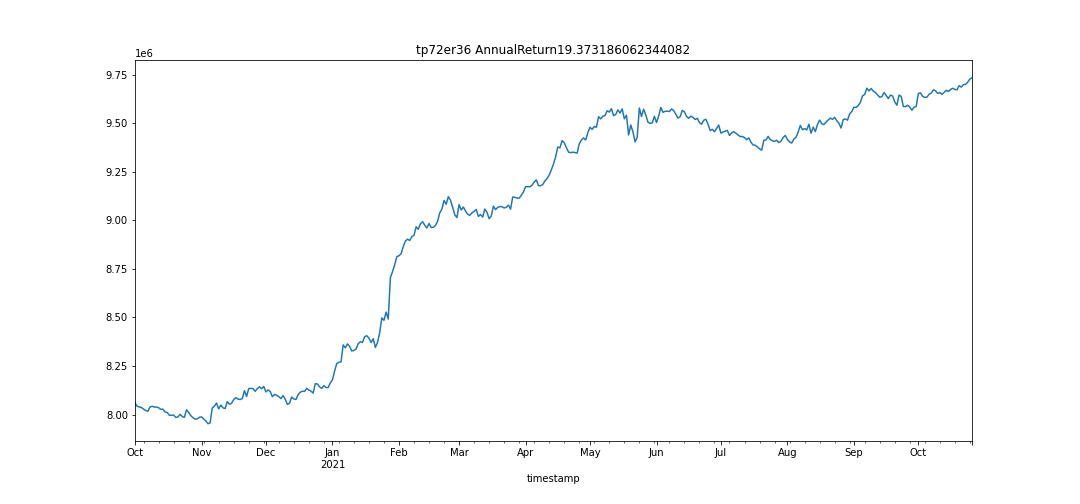 tp72er36 AnnualReturn19.373186062344082
1e6
9.75
9.50
9.25
9.00
8.75
8.50
8.25
8.00
Oct Nov Dec Jan Feb Mar Apr May Jun Jul Aug Sep Oct
2021
timestamp